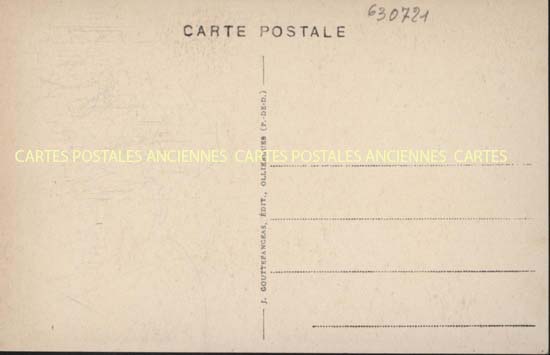 630721
CARTE POSTALE
CARTES POSTALES ANCIENNES CARTES POSTALES ANCIENNES CARTES
J. GOUTTEFANGEAS, ÉDIT., OLLIERGUES (P.-DE-D.)